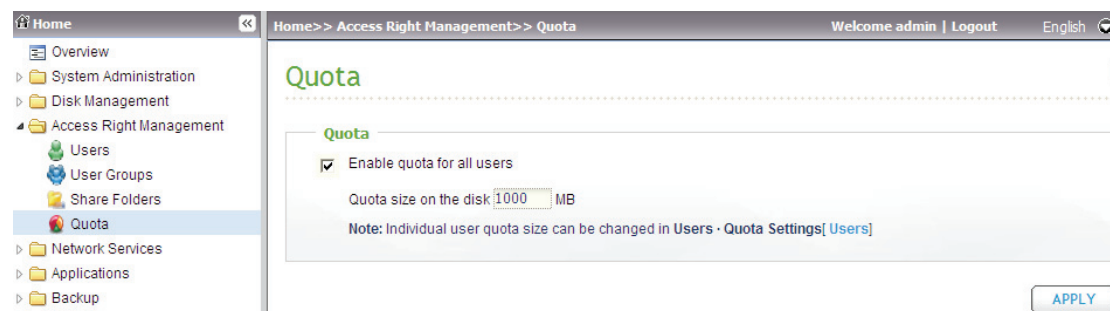 Home
Home>> Access Right Management>> Quota
Welcome admin | Logout
English
Overview
System Administration
Disk Management
Access Right Management
Users
User Groups
Share Folders
Quota
Network Services
Applications
Backup
Quota
Quota
Enable quota for all users
Quota size on the disk 1000 MB
Note: Individual user quota size can be changed in Users · Quota Settings[ Users]
APPLY